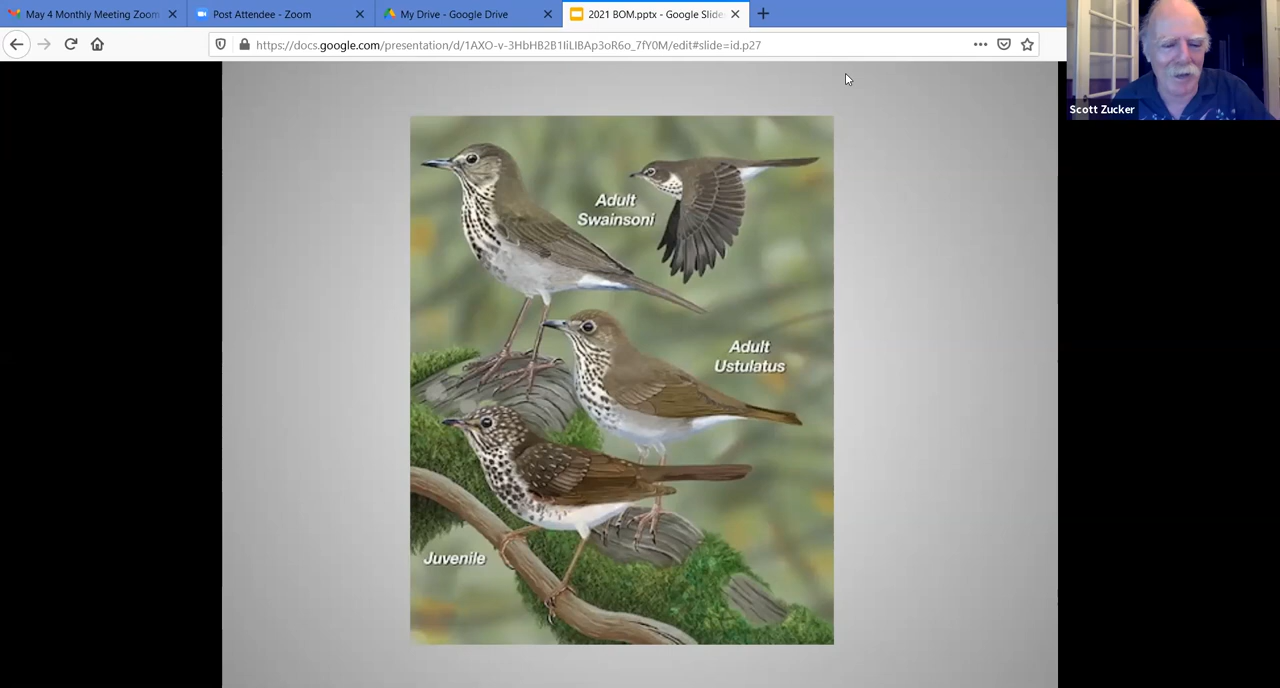 May 4 Monthly Meeting Zoom
Post Attendee - Zoom
My Drive - Google Drive
2021 BOM.pptx - Google Slide
https://docs.google.com/presentation/d/1AXO-v-3HbHB2B1IiLIBAp3oR6o_7fY0M/edit#slide=id.p27
Scott Zucker
Adult
Swainsoni
Adult
Ustulatus
Juvenile